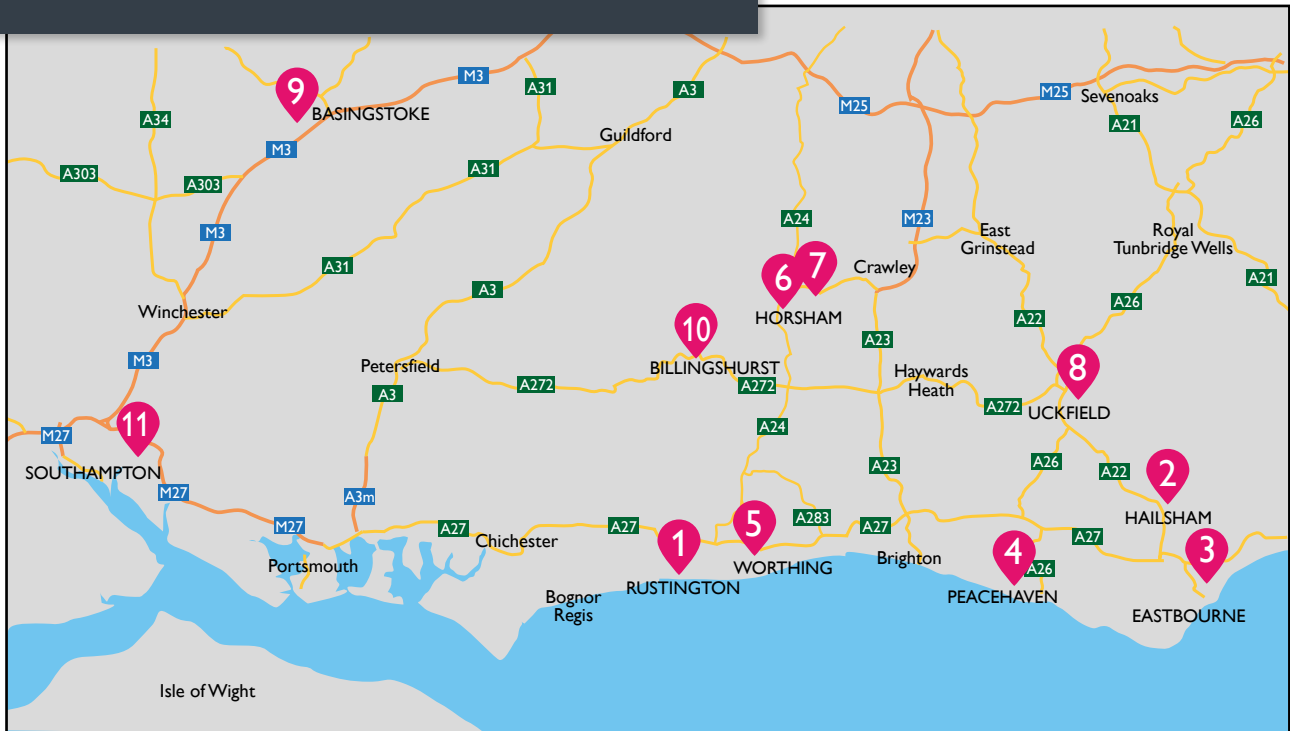 M3
A31
A3
9
BASINGSTOKE
A34
M25
M25
Sevenoaks
A21
A26
Guildford
M3
A303
A303
A31
A24
M23
M3
East
Grinstead
Royal
Tunbridge Wells
A31
6
7
Crawley
A21
A3
A26
Winchester
HORSHAM
A22
10
A23
M3
Petersfield
BILLINGSHURST
8
Haywards
Heath
A272
A272
A3
A272
UCKFIELD
11
A24
M27
SOUTHAMPTON
A23
A26
A22
2
M27
A3m
HAILSHAM
M27
A27
Chichester
A27
1
5
A283
A27
A27
4
3
Portsmouth
WORTHING
Brighton
A26
RUSTINGTON
PEACEHAVEN
Bognor
Regis
EASTBOURNE
Isle of Wight